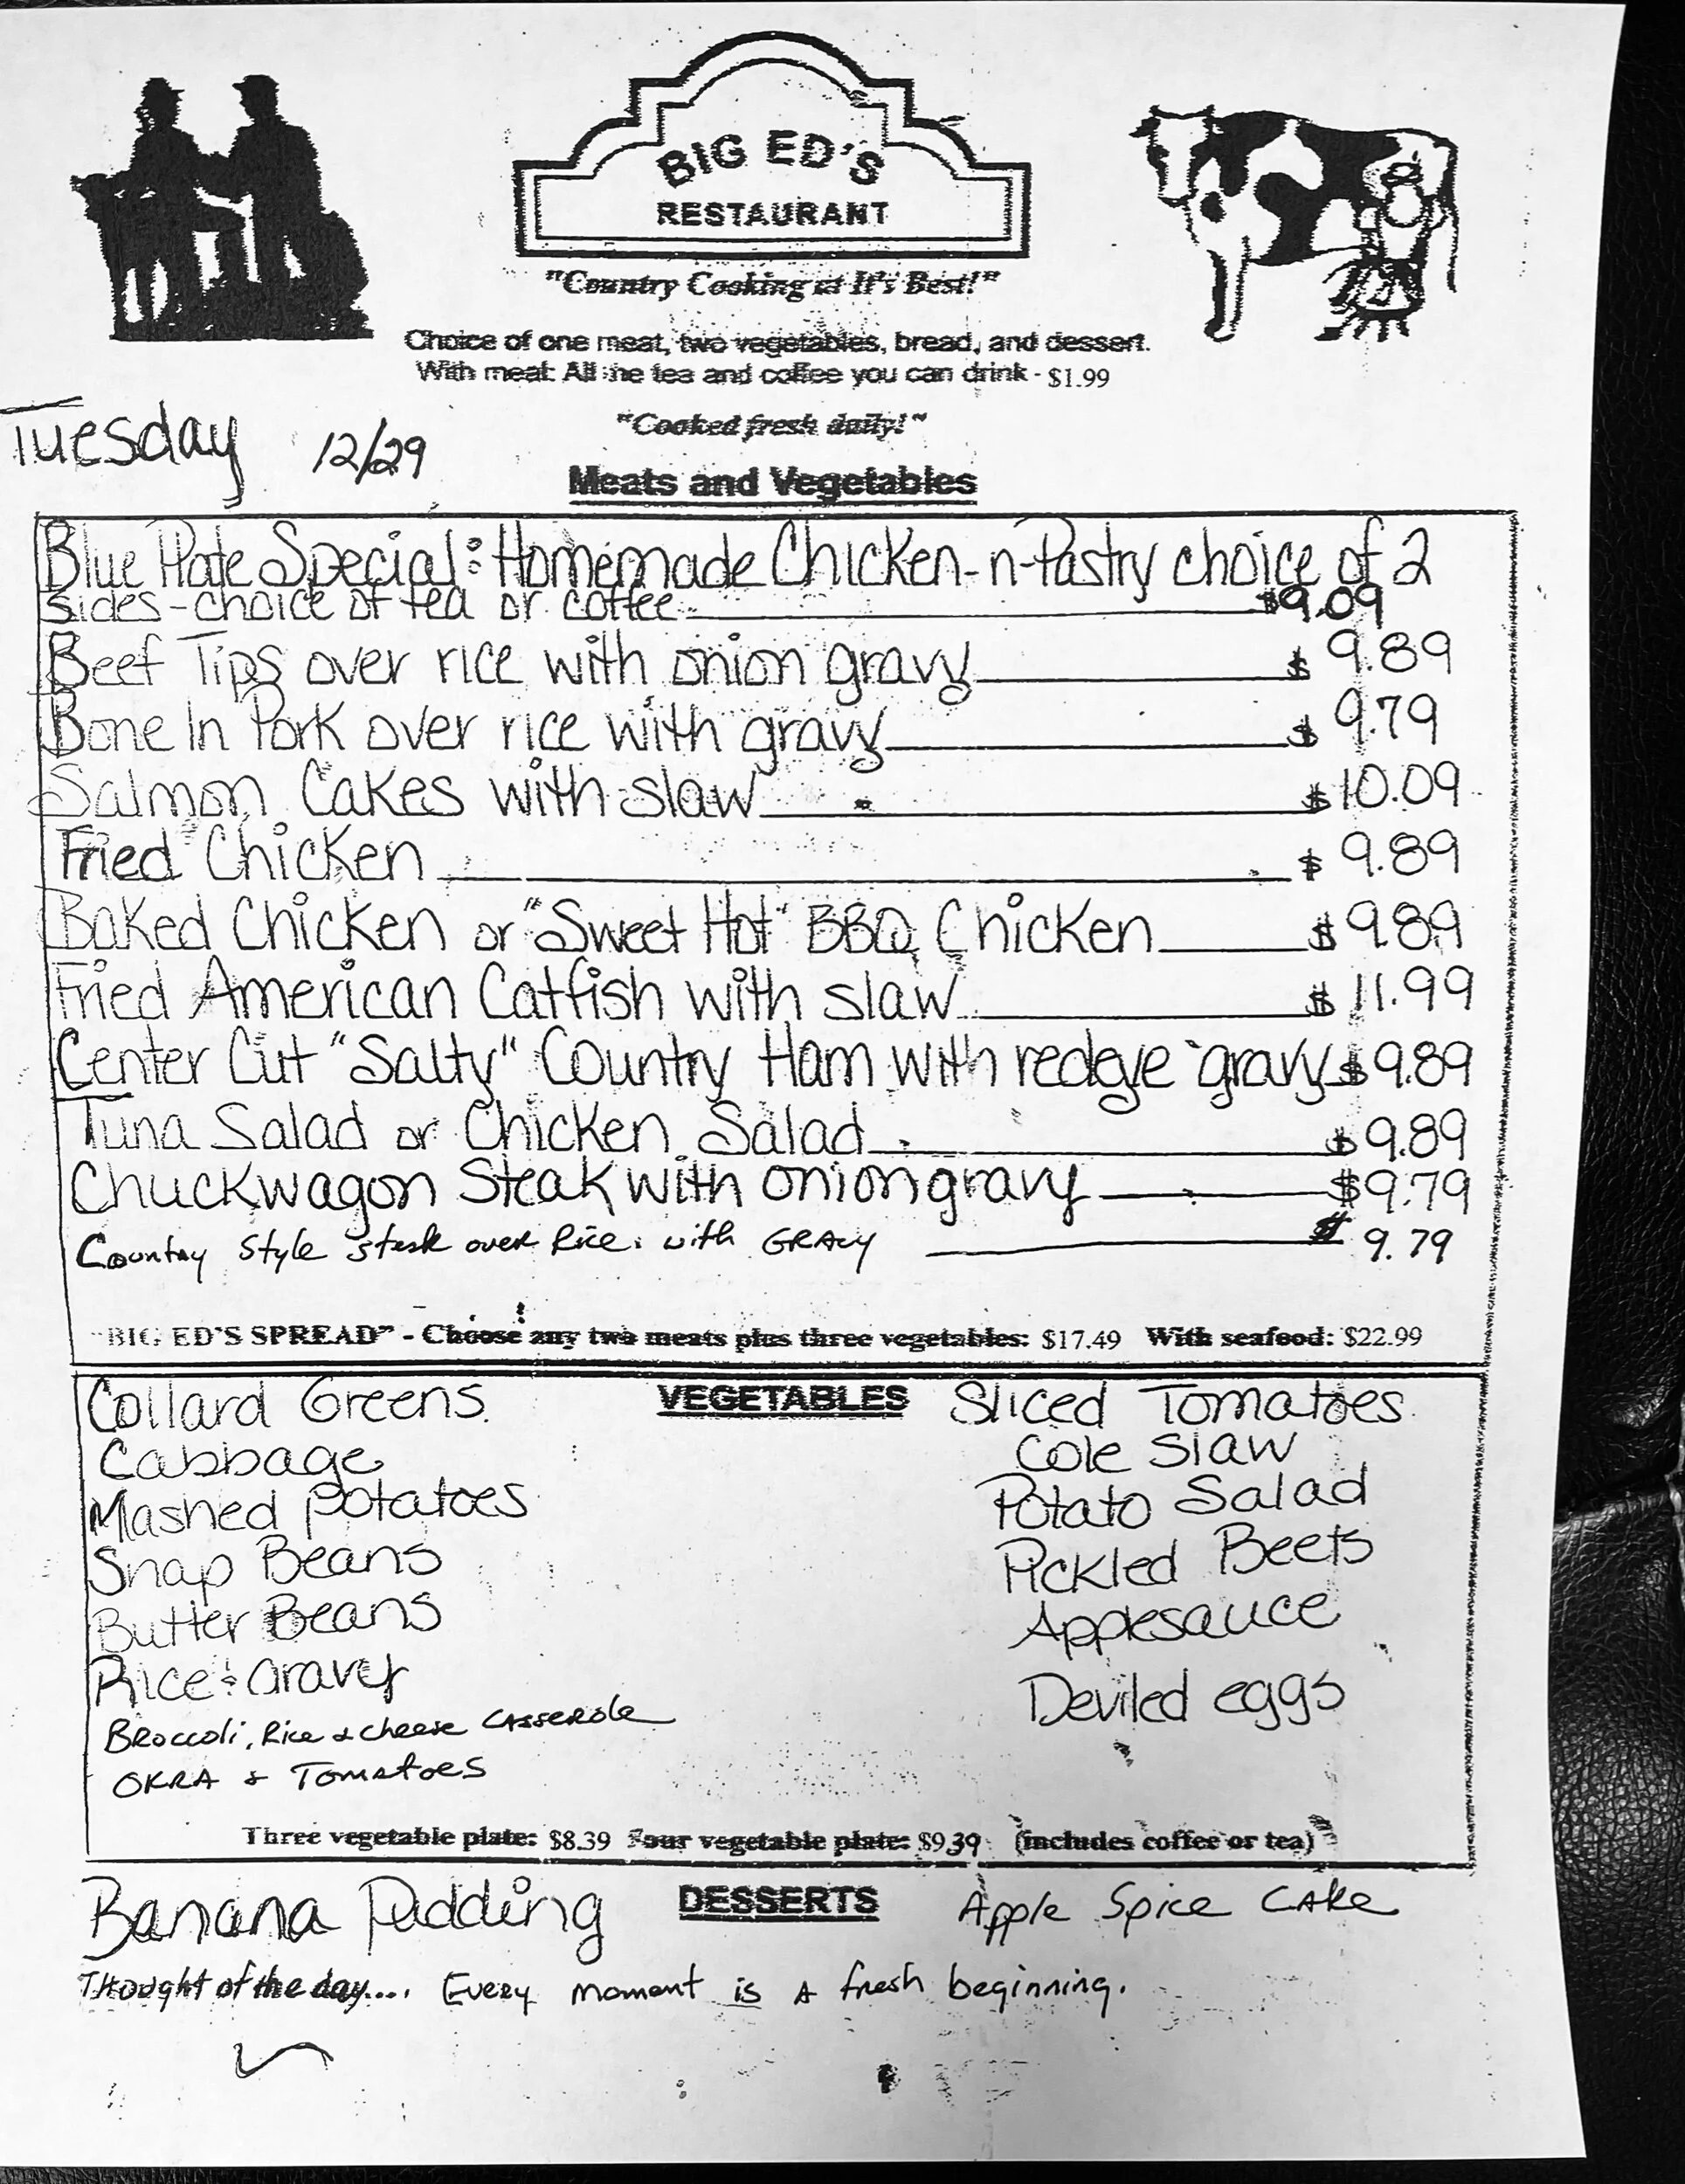 BIG ED'S
RESTAURANT
"Country Cooking at It's Best!"
Choice of one meat, two vegetables, bread, and dessert.
With meal: All the tea and coffee you can drink - $1.99
"Cooked fresh daily!"
Tuesday 12/29
Meats and Vegetables
Blue Plate Special: Homemade Chicken-n-Pastry choice of 2
sides-choice of tea or coffee $9.09
Beef Tips over rice with onion gravy $ 9.89
Bone In Pork over rice with gravy $ 9.79
Salmon Cakes with slaw $10.09
Fried Chicken $ 9.89
Baked Chicken or "Sweet Hot" BBQ Chicken $ 9.89
Fried American Catfish with slaw $ 11.99
Center Cut "Salty" Country Ham with redeye gravy $ 9.89
Tuna Salad or Chicken Salad $ 9.89
Chuckwagon Steak with onion gravy $9.79
Country Style steak over Rice with GRAVY $ 9.79
"BIG ED'S SPREAD" - Choose any two meats plus three vegetables: $17.49 With seafood: $22.99
VEGETABLES
Collard Greens
Cabbage
Mashed potatoes
Snap Beans
Butter Beans
Rice & Gravy
Broccoli, Rice & Cheese CASSEROLE
OKRA & Tomatoes
Sliced Tomatoes
Cole Slaw
Potato Salad
Pickled Beets
Applesauce
Deviled eggs
Three vegetable plate: $8.39 Four vegetable plate: $9.39 (includes coffee or tea)
DESSERTS
Banana Pudding
Apple Spice CAke
Thought of the day.... Every moment is A fresh beginning.